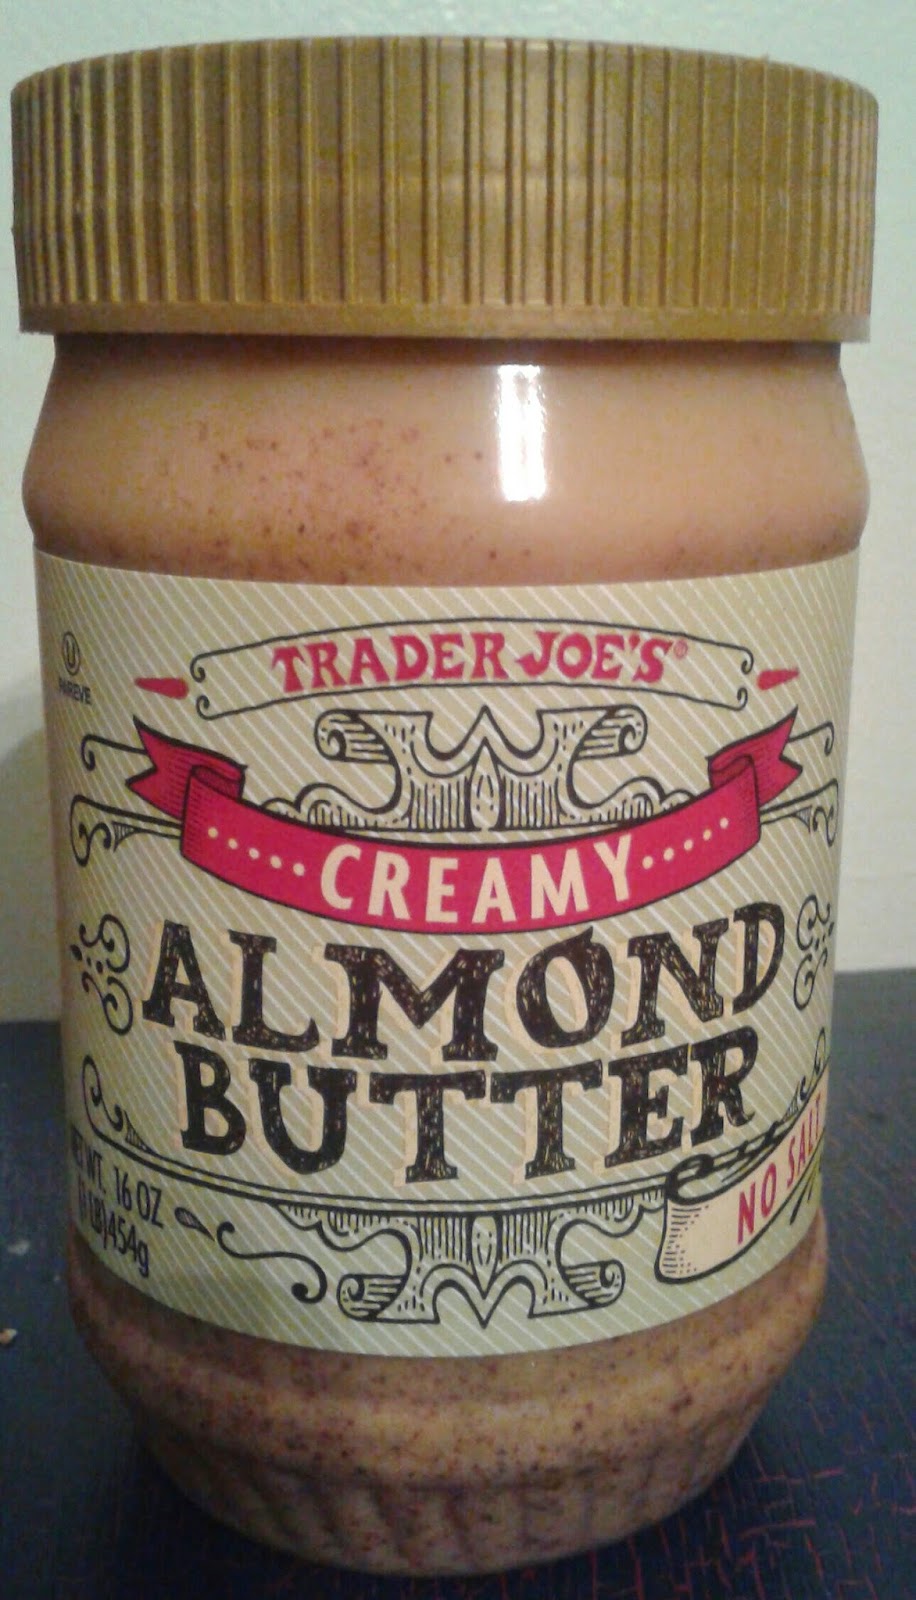 U
PAREVE
TRADER JOE'S®
CREAMY
ALMOND
BUTTER
NET WT. 16 OZ
(1 LB) 454g
NO SALT